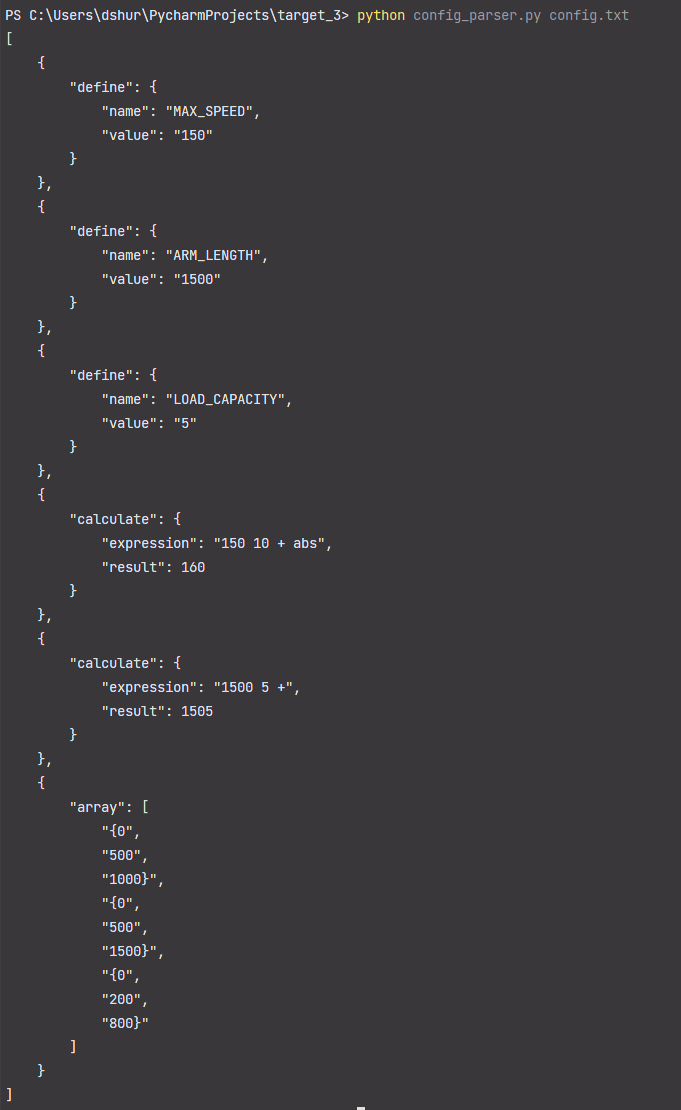 PS C:\Users\dshur\PycharmProjects\target_3> python config_parser.py config.txt
[
    {
        "define": {
            "name": "MAX_SPEED",
            "value": "150"
        }
    },
    {
        "define": {
            "name": "ARM_LENGTH",
            "value": "1500"
        }
    },
    {
        "define": {
            "name": "LOAD_CAPACITY",
            "value": "5"
        }
    },
    {
        "calculate": {
            "expression": "150 10 + abs",
            "result": 160
        }
    },
    {
        "calculate": {
            "expression": "1500 5 +",
            "result": 1505
        }
    },
    {
        "array": [
            "{0",
            "500",
            "1000}",
            "{0",
            "500",
            "1500}",
            "{0",
            "200",
            "800}"
        ]
    }
]